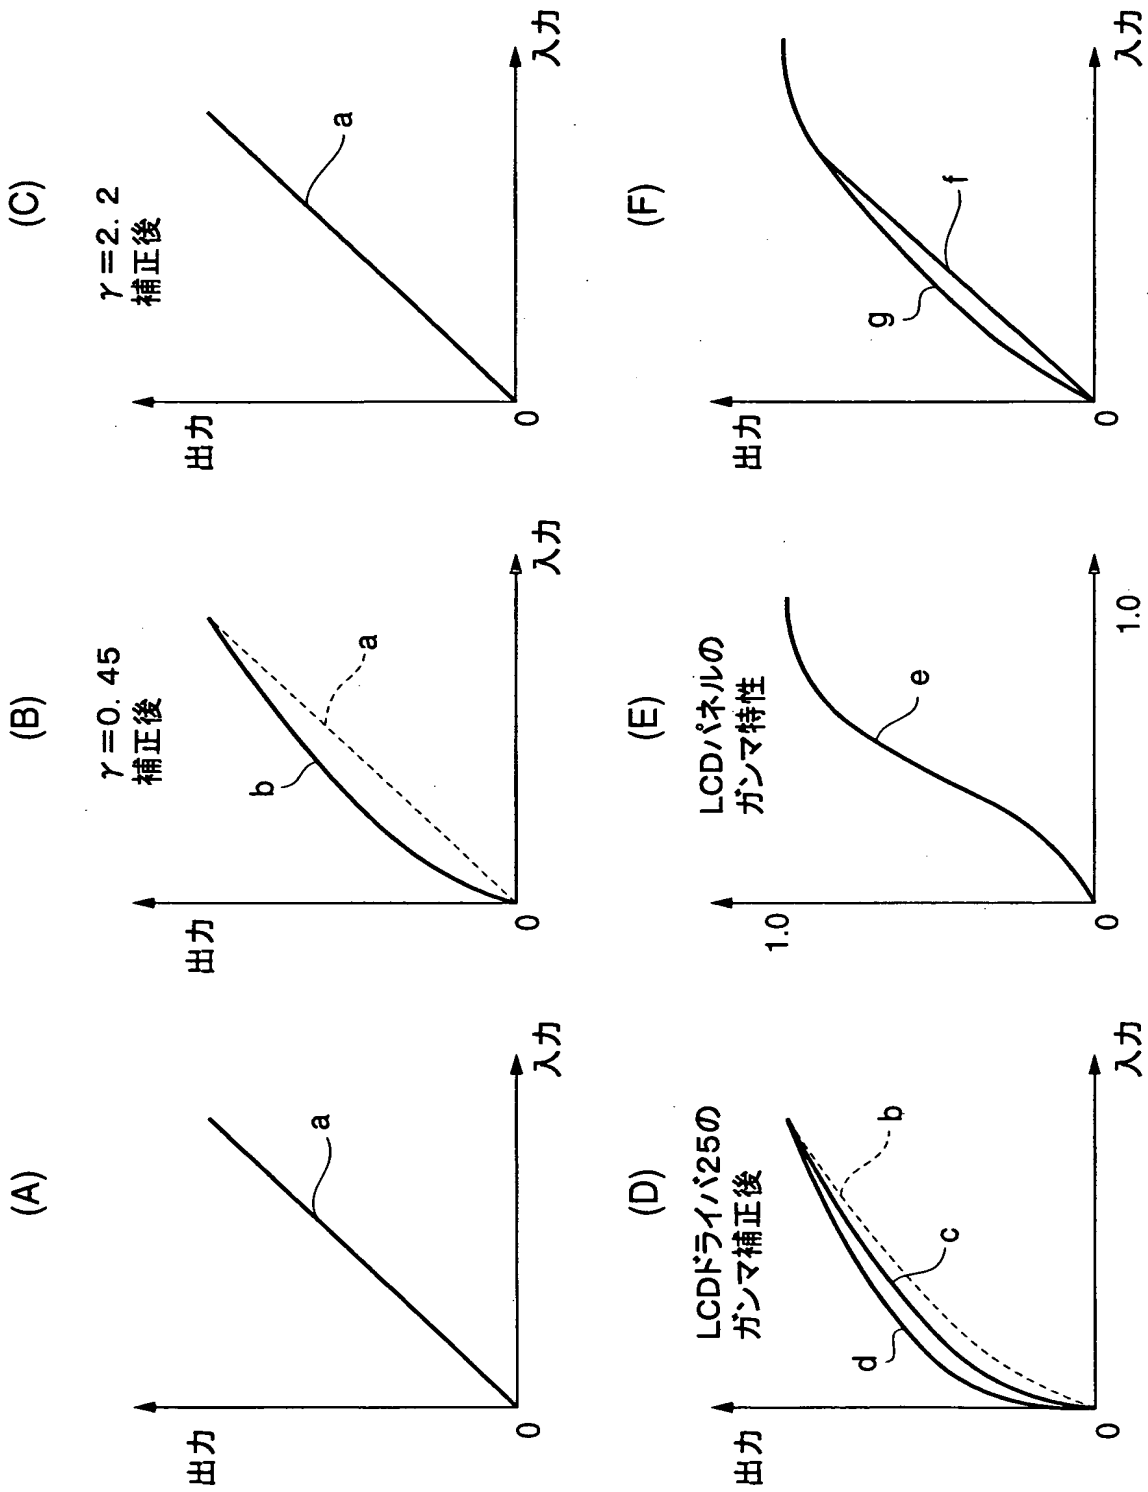 (A)
出力
a
0
入力
(B)
γ=0.45
補正後
出力
b
a
0
入力
(C)
γ=2.2
補正後
出力
a
0
入力
(D)
LCDドライバ25の
ガンマ補正後
出力
d
c
b
0
入力
(E)
LCDパネルの
ガンマ特性
1.0
e
0
1.0
(F)
出力
g
f
0
入力